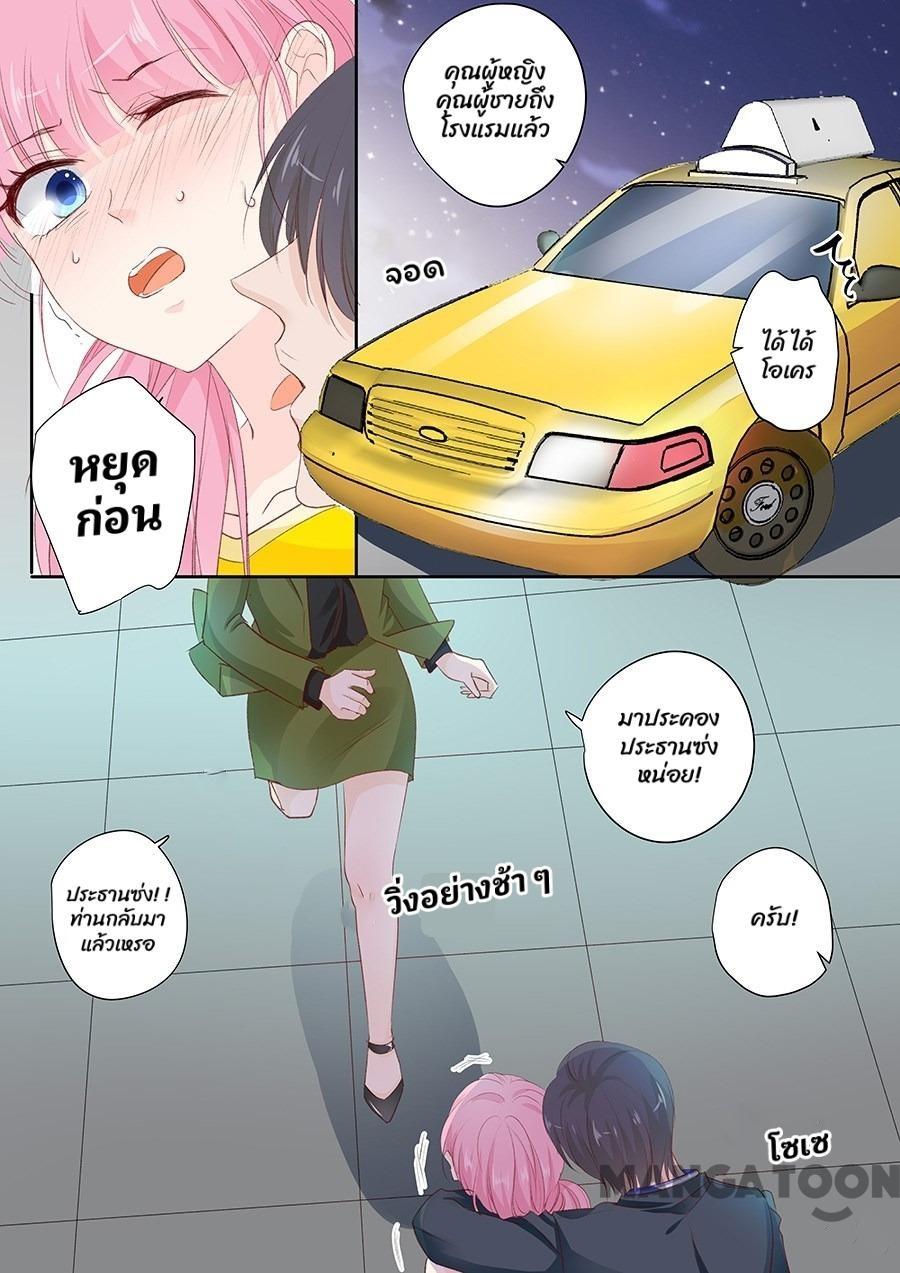 คุณผู้หญิง
คุณผู้ชายถึง
โรงแรมแล้ว
จอด
ได้ ได้
โอเคร
หยุด
ก่อน
Ford
มาประคอง
ประธานซ่ง
หน่อย!
ประธานซ่ง! !
ท่านกลับมา
แล้วเหรอ
วิ่งอย่างช้า ๆ
ครับ!
โซเซ
MANGATOON